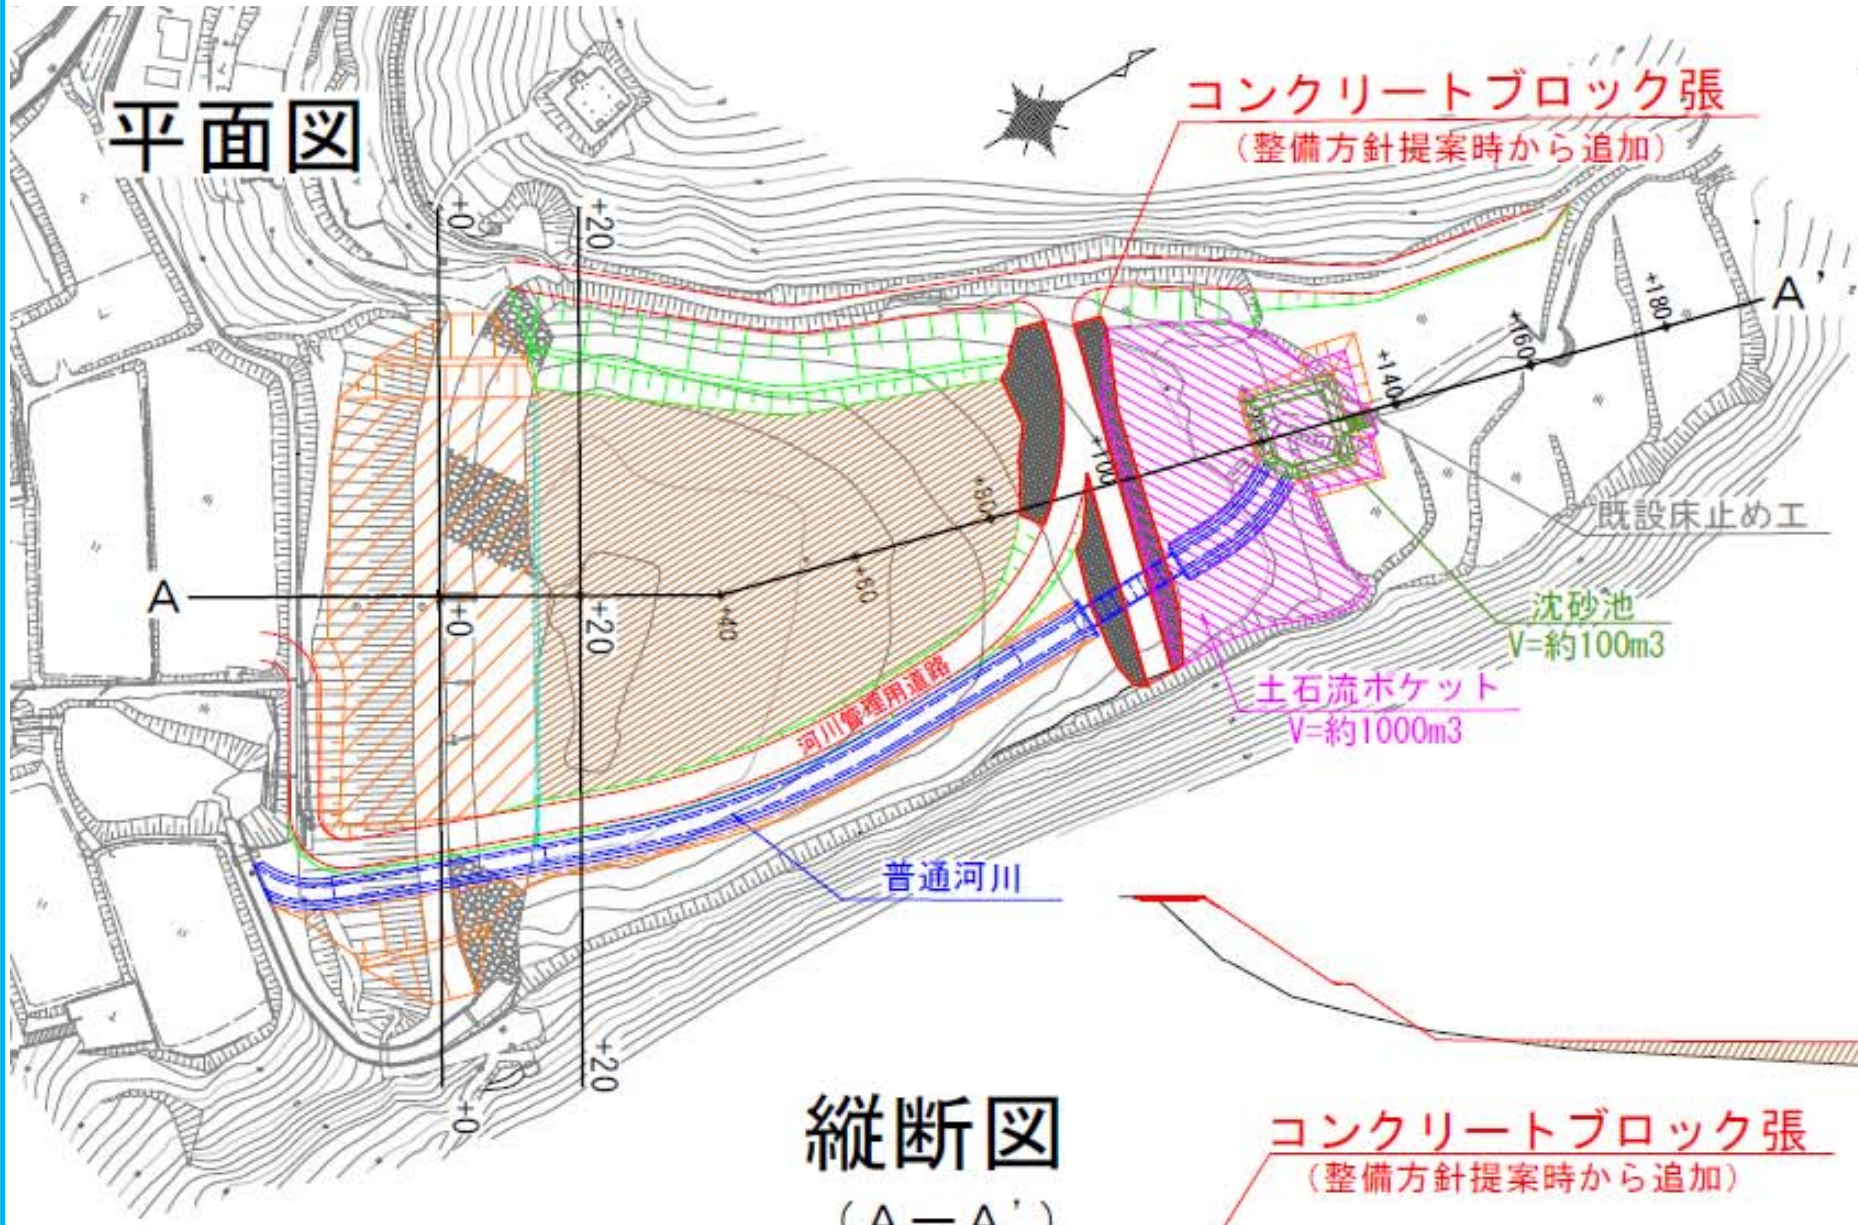 平面図
コンクリートブロック張
(整備方針提案時から追加)
+0
+20
A'
+180
+160
+140
+100
+80
+60
+40
A
+0
+20
既設床止め工
沈砂池
V=約100m3
土石流ポケット
V=約1000m3
河川管理用道路
普通河川
+20
+0
縦断図
(A-A')
コンクリートブロック張
(整備方針提案時から追加)